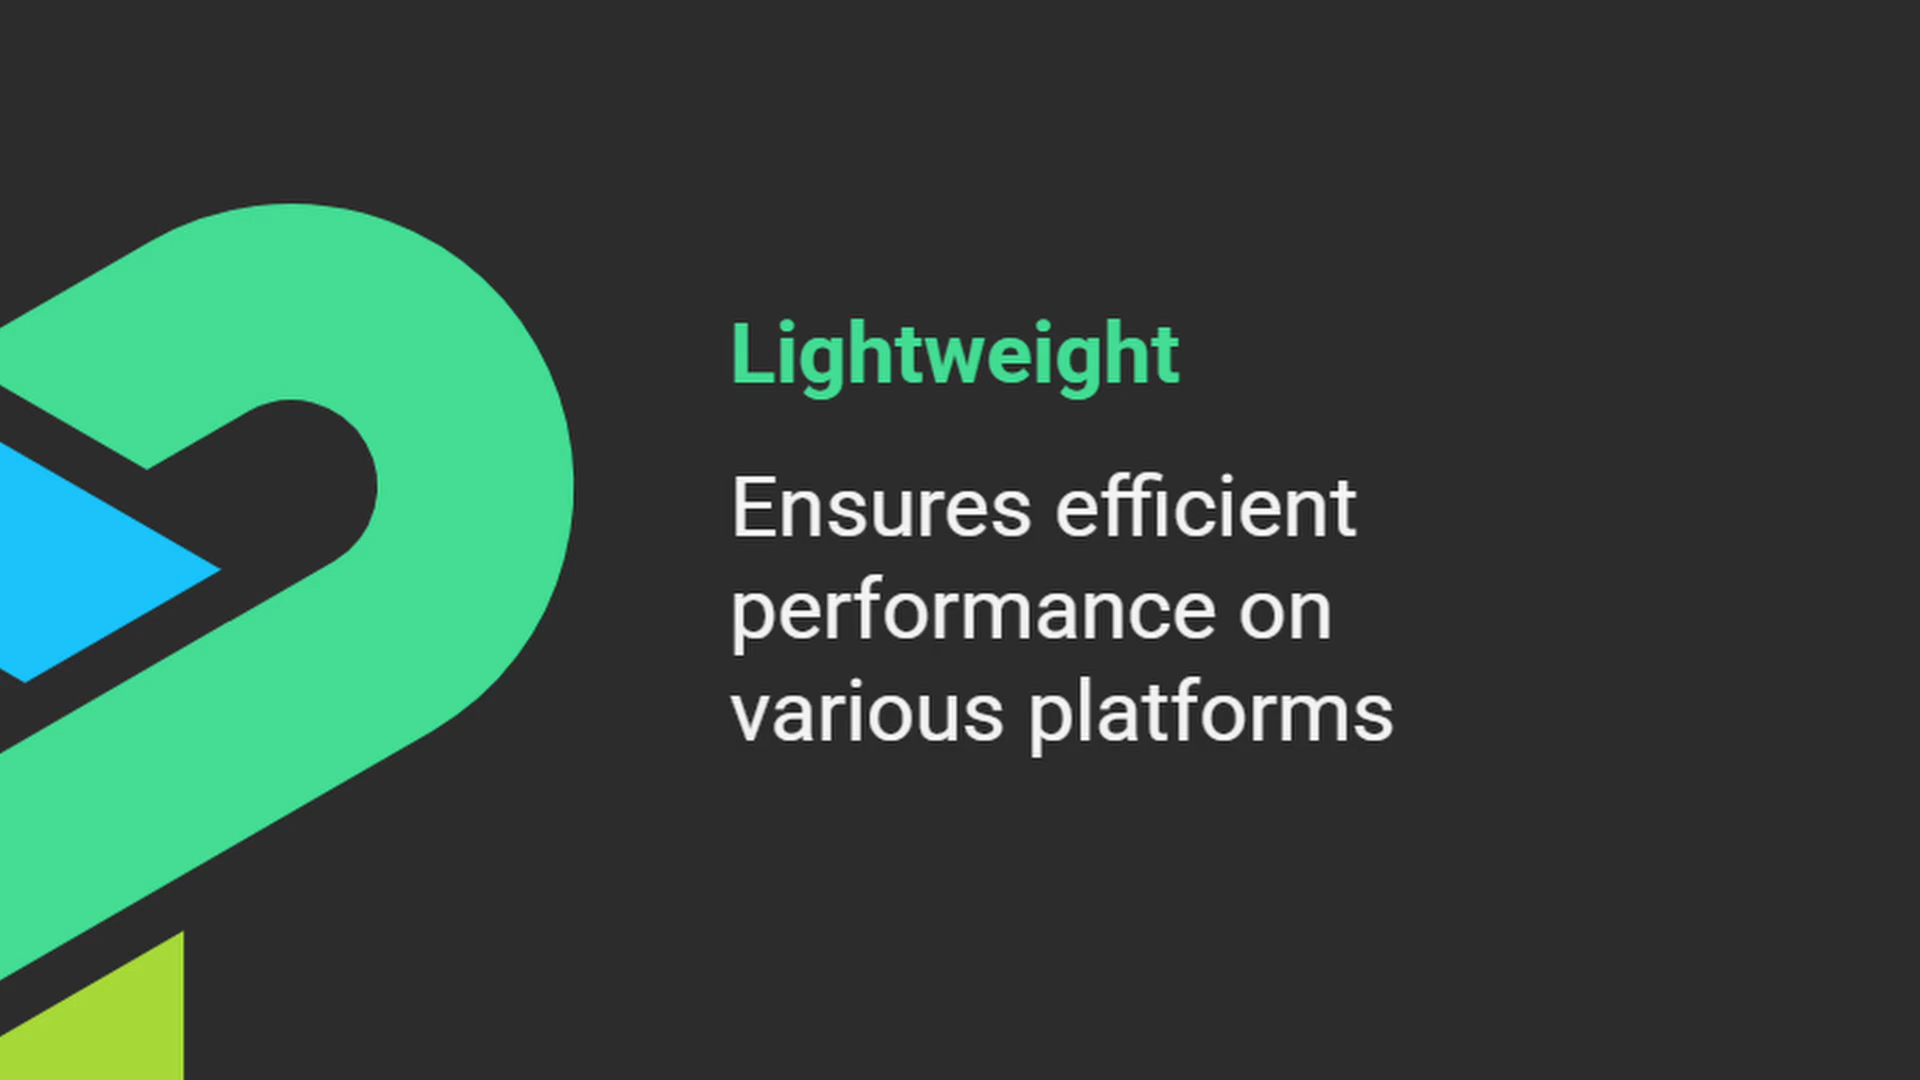 Lightweight
Ensures efficient
performance on
various platforms